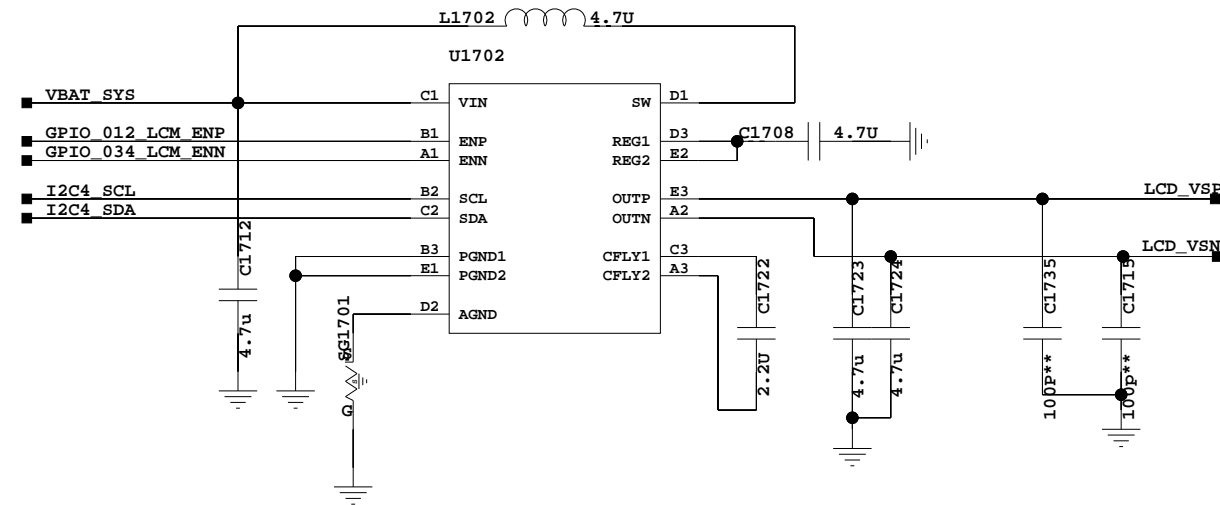 L1702 4.7U
U1702
VBAT_SYS C1 VIN SW D1
GPIO_012_LCM_ENP B1 ENP REG1 D3 C1708 4.7U
GPIO_034_LCM_ENN A1 ENN REG2 E2
I2C4_SCL B2 SCL OUTP E3 LCD_VSP
I2C4_SDA C2 SDA OUTN A2
LCD_VSN
B3 PGND1 CFLY1 C3
E1 PGND2 CFLY2 A3
D2 AGND
C1712
4.7u
SG1701
S
G
C1722
2.2U
C1723
4.7u
C1724
4.7u
C1735
100p**
C1715
100p**